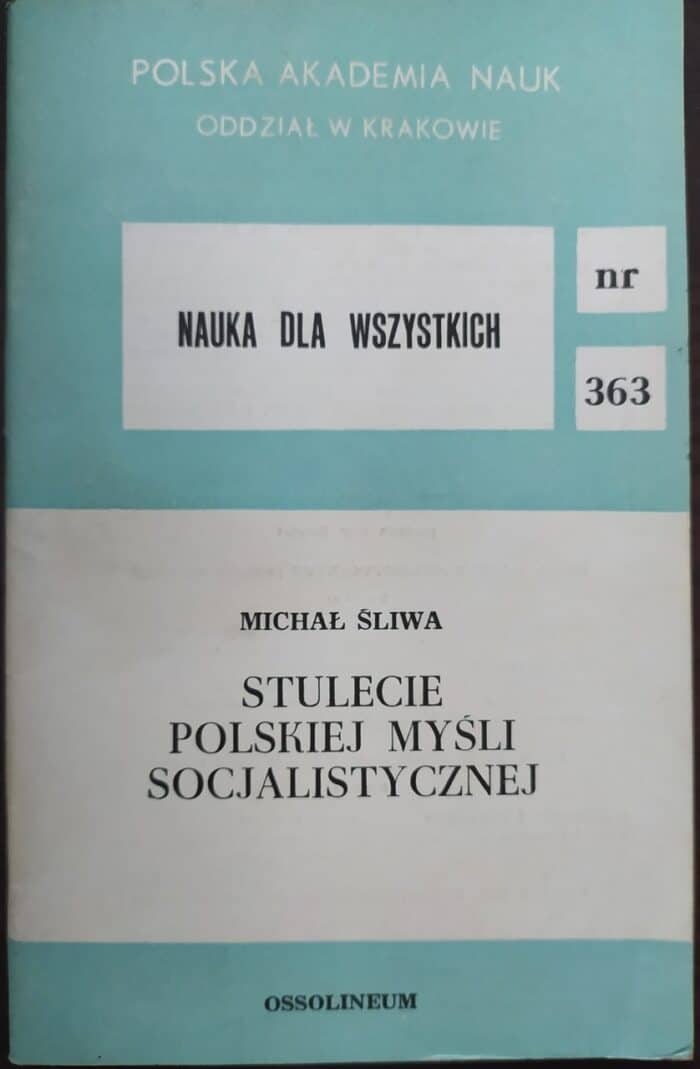 POLSKA AKADEMIA NAUK
ODDZIAŁ W KRAKOWIE
NAUKA DLA WSZYSTKICH
nr
363
MICHAŁ ŚLIWA
STULECIE
POLSKIEJ MYŚLI
SOCJALISTYCZNEJ
OSSOLINEUM